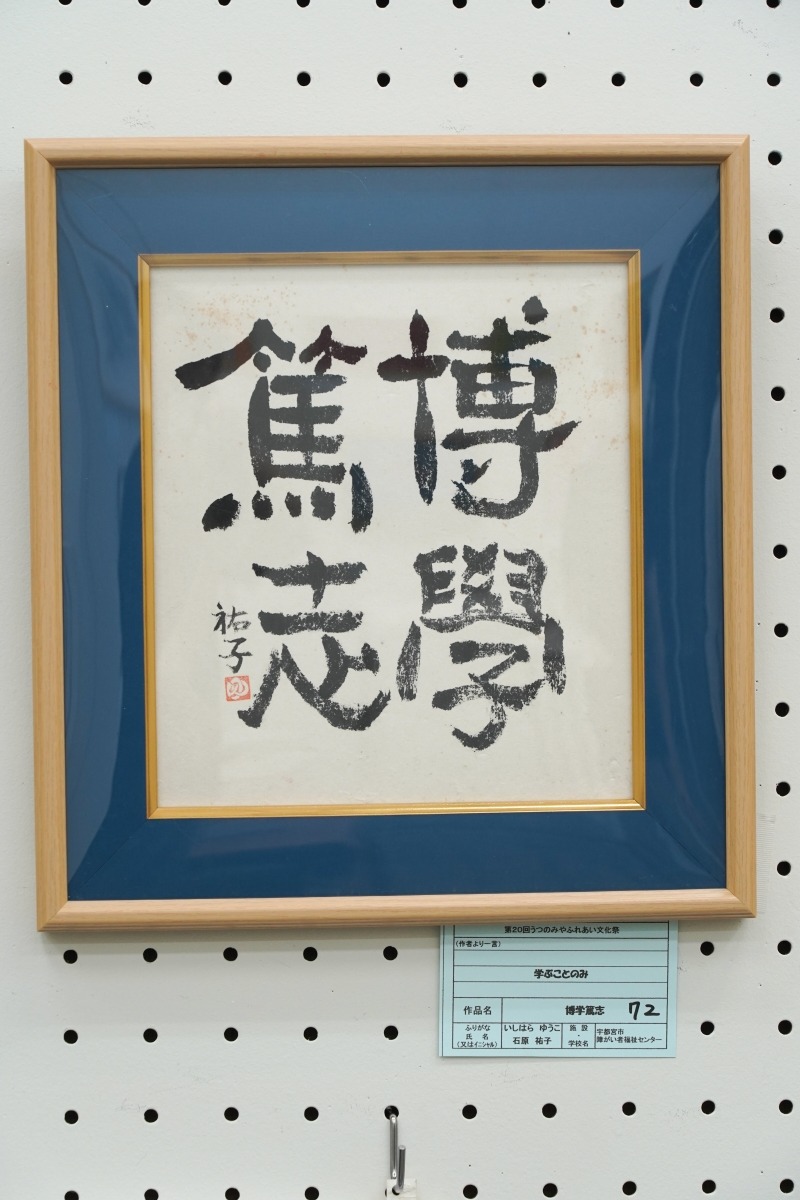 博學
篤志
祐子
第20回うつのみやふれあい文化祭
(作者より一言)
学ぶことのみ
作品名 博学篤志 72
ふりがな いしはら ゆうこ 施設・学校名 宇都宮市
氏名 石原 祐子 障がい者福祉センター
(又はイニシャル)